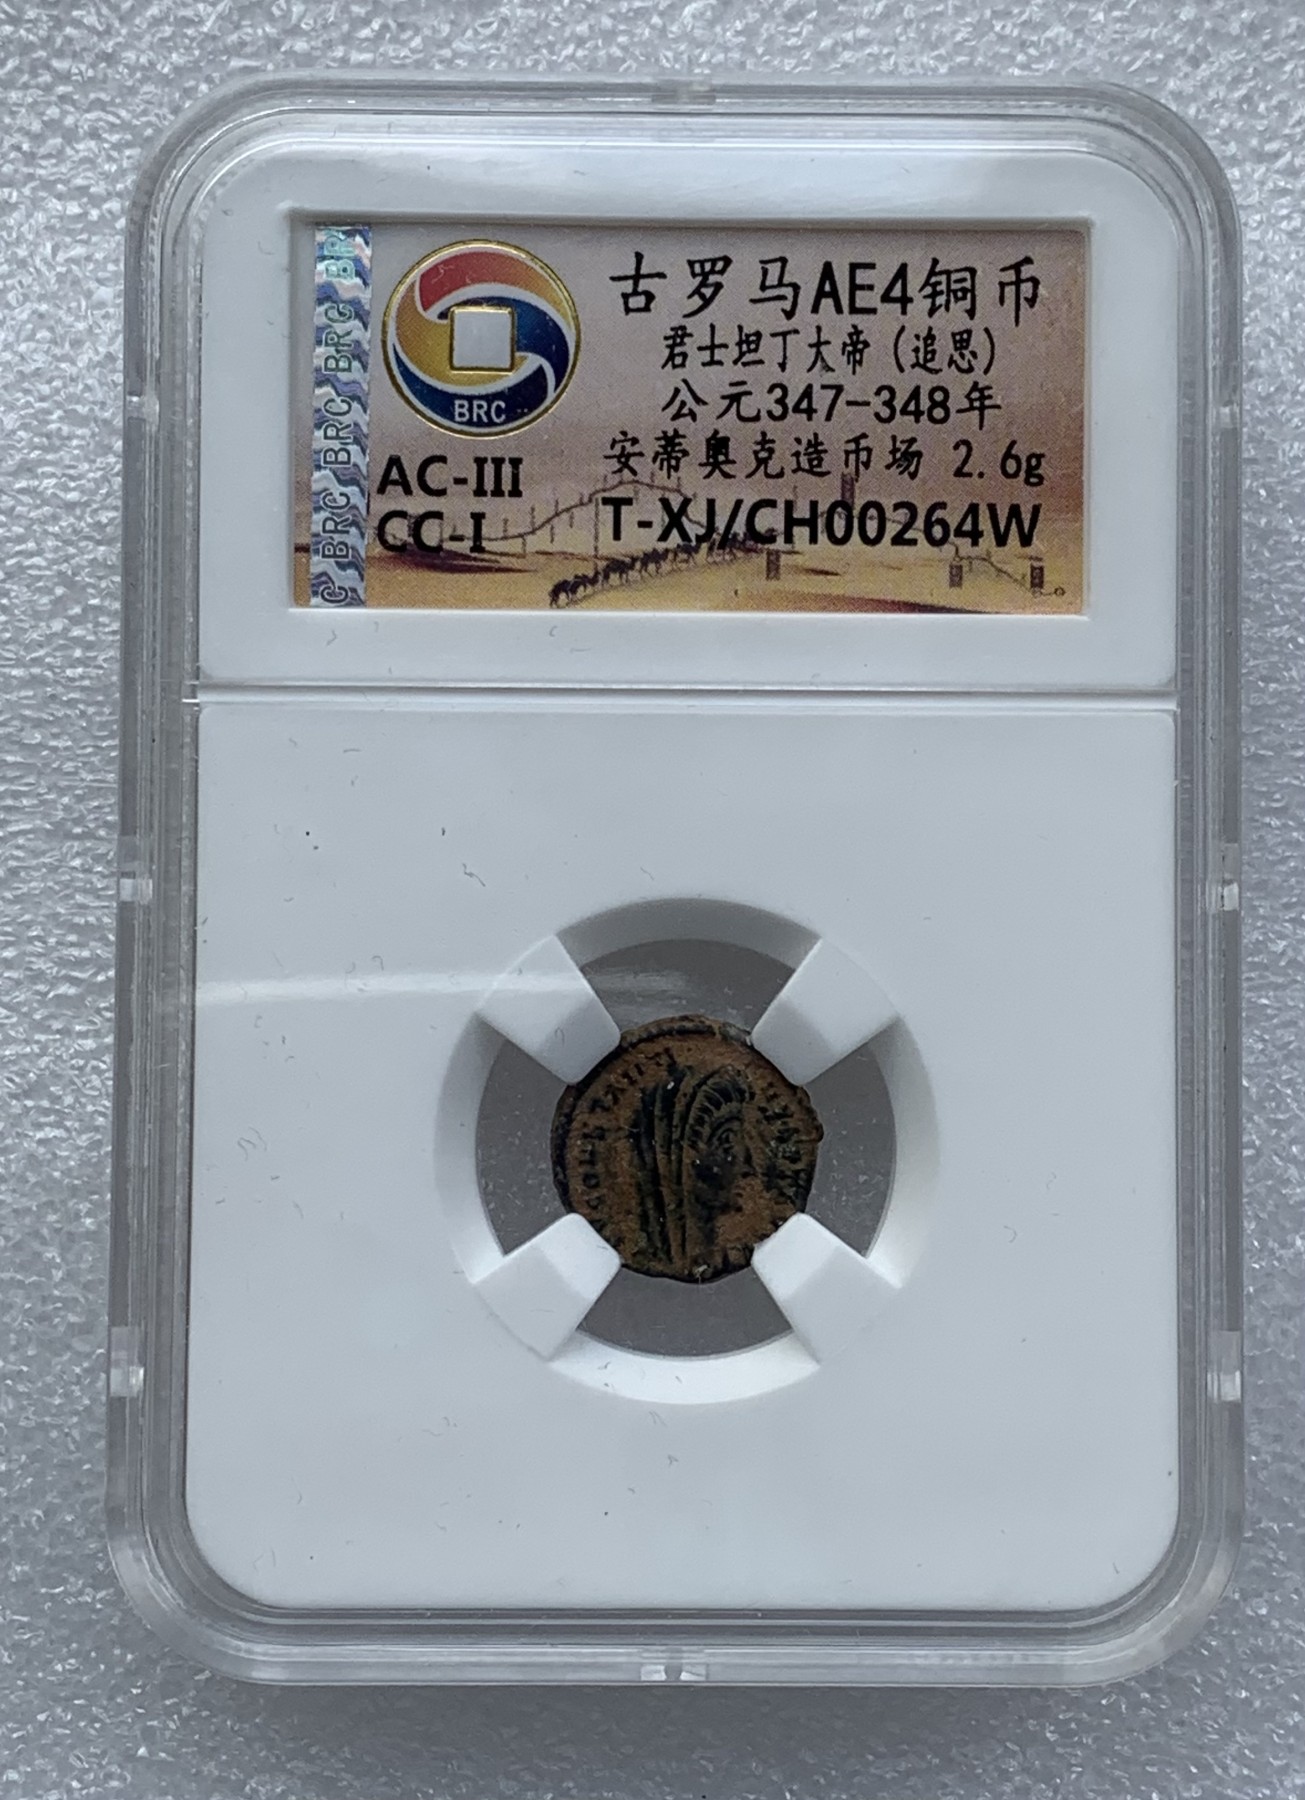 BRC
C BRC BRC BRC BR
古罗马AE4铜币
君士坦丁大帝（追思）
公元347-348年
安蒂奥克造币场 2.6g
AC-III
CC-I
T-XJ/CH00264W